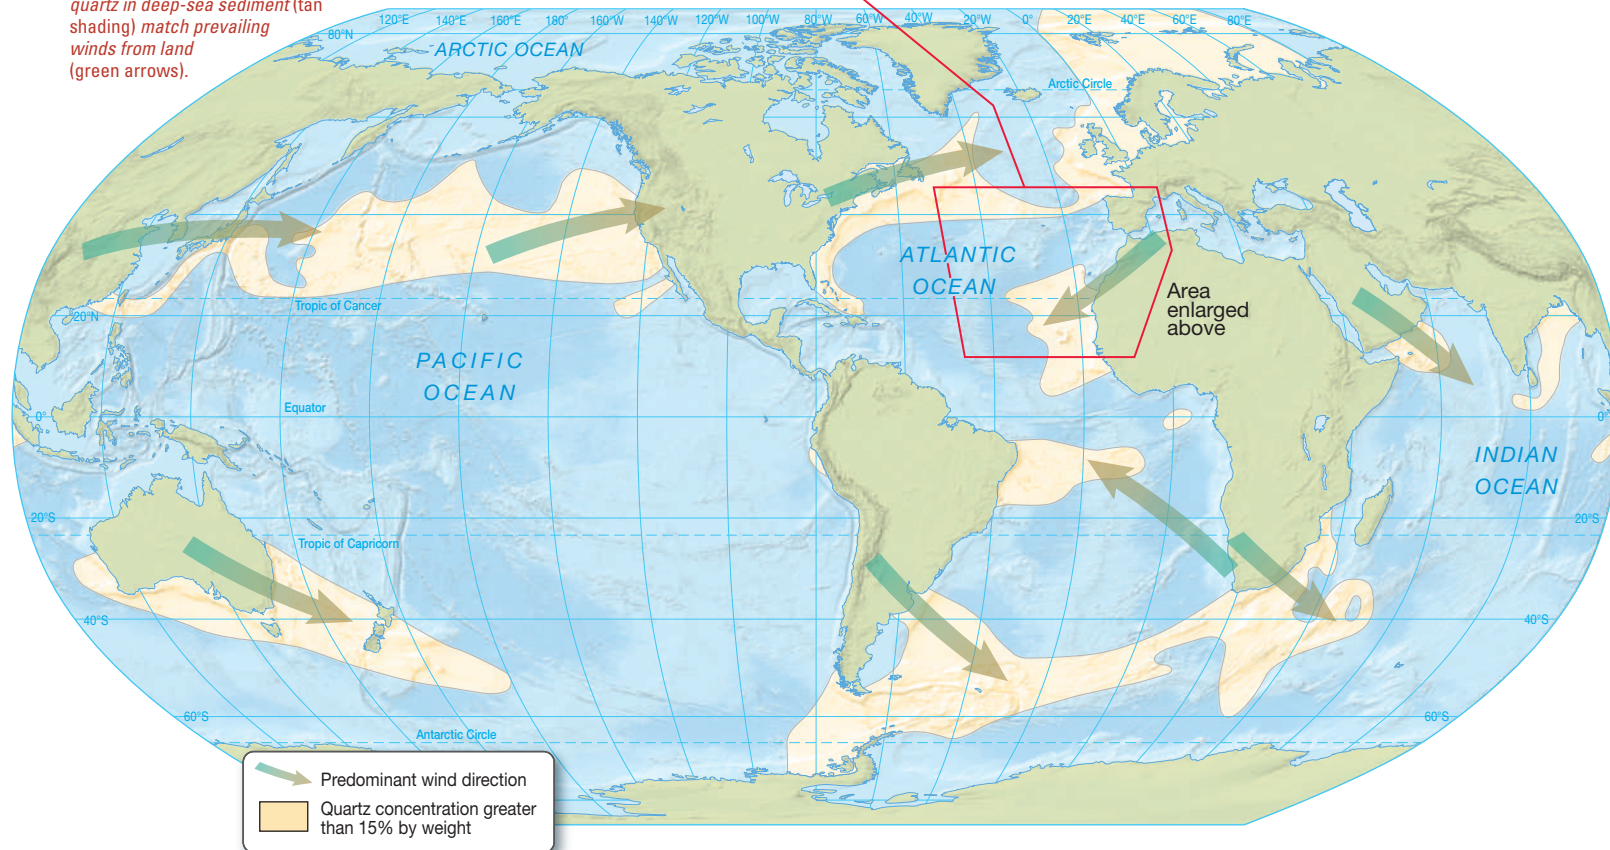 quartz in deep-sea sediment (tan
shading) match prevailing
winds from land
(green arrows).
120°E 140°E 160°E 180° 160°W 140°W 120°W 100°W 80°W 60°W 40°W 20°W 0° 20°E 40°E 60°E 80°E
80°N
ARCTIC OCEAN
Arctic Circle
ATLANTIC
OCEAN
Area
enlarged
above
Tropic of Cancer
20°N
PACIFIC
OCEAN
Equator
0°
0°
INDIAN
OCEAN
20°S
20°S
Tropic of Capricorn
40°S
40°S
60°S
60°S
Antarctic Circle
Predominant wind direction
Quartz concentration greater
than 15% by weight